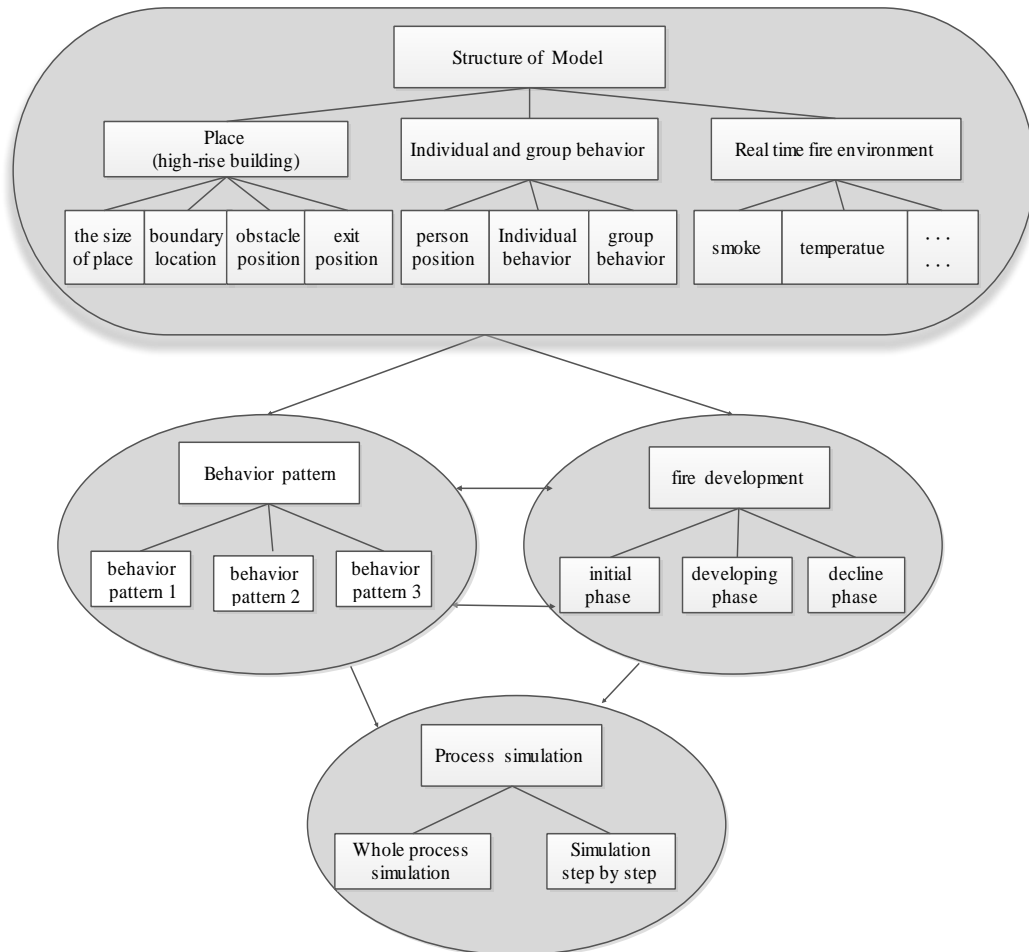 Structure of Model
Place
(high-rise building)
Individual and group behavior
Real time fire environment
the size
of place
boundary
location
obstacle
position
exit
position
person
position
Individual
behavior
group
behavior
smoke
temperatue
. . .
. . .
Behavior pattern
fire development
behavior
pattern 1
behavior
pattern 2
behavior
pattern 3
initial
phase
developing
phase
decline
phase
Process simulation
Whole process
simulation
Simulation
step by step